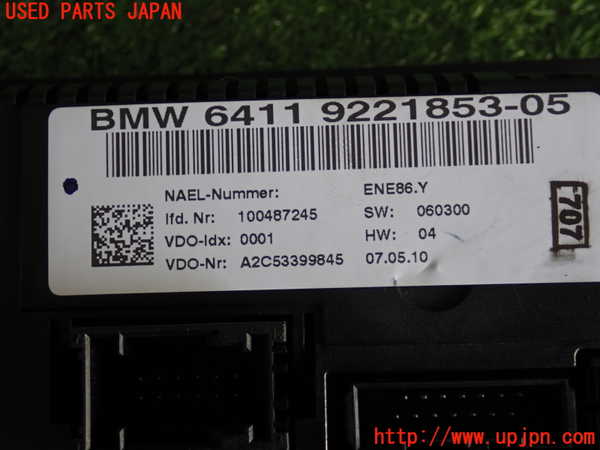 USED PARTS JAPAN
BMW 6411 9221853-05
NAEL-Nummer: ENE86.Y
lfd. Nr: 100487245 SW: 060300
VDO-Idx: 0001 HW: 04
VDO-Nr: A2C53399845 07.05.10
707
http://www.upjpn.com/